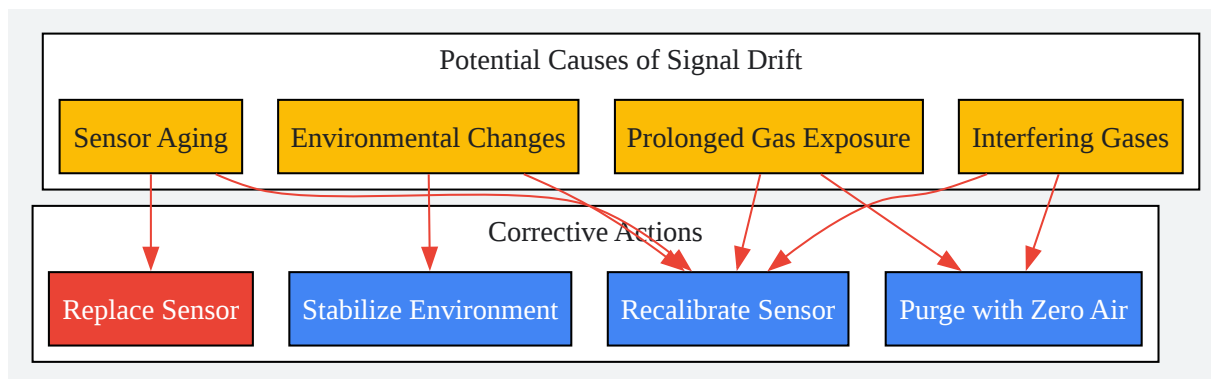 Potential Causes of Signal Drift
Sensor Aging
Environmental Changes
Prolonged Gas Exposure
Interfering Gases
Corrective Actions
Replace Sensor
Stabilize Environment
Recalibrate Sensor
Purge with Zero Air